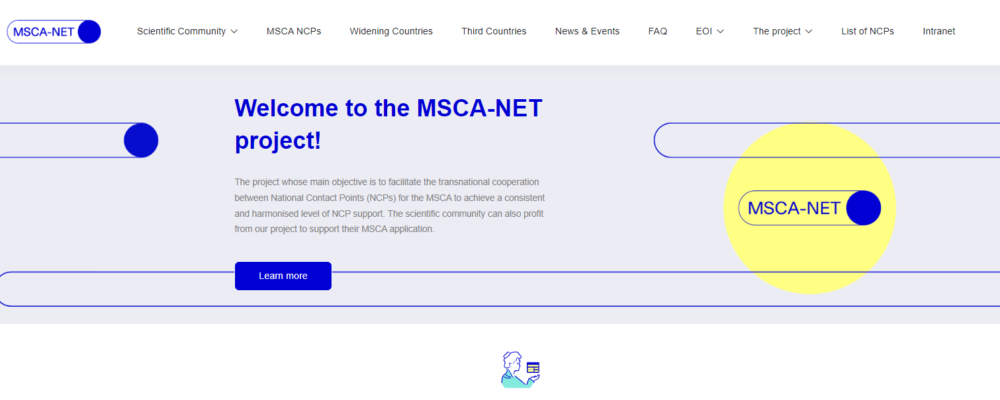 MSCA-NET
Scientific Community MSCA NCPs Widening Countries Third Countries News & Events FAQ EOI The project List of NCPs Intranet
Welcome to the MSCA-NET
project!
The project whose main objective is to facilitate the transnational cooperation
between National Contact Points (NCPs) for the MSCA to achieve a consistent
and harmonised level of NCP support. The scientific community can also profit
from our project to support their MSCA application.
Learn more
MSCA-NET